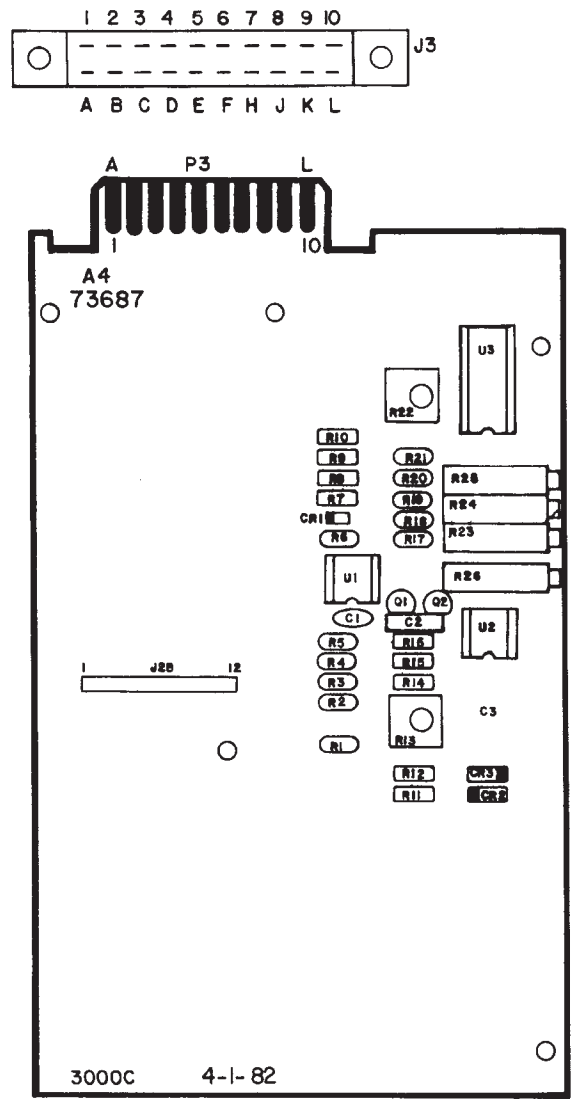 1 2 3 4 5 6 7 8 9 10
J3
A B C D E F H J K L
A P3 L
1 10
A4
73687
U3
R22
R10
R9 R21
R8 R20 R25
R7 R19 R24
CR1 R18
R6 R17 R23
U1 R26
Q1 Q2
C1 C2 U2
R5 R16
1 J2B 12 R4 R15
R3 R14
R2 C3
R1 R13
R12 CR3
R11 CR2
3000C 4-1-82